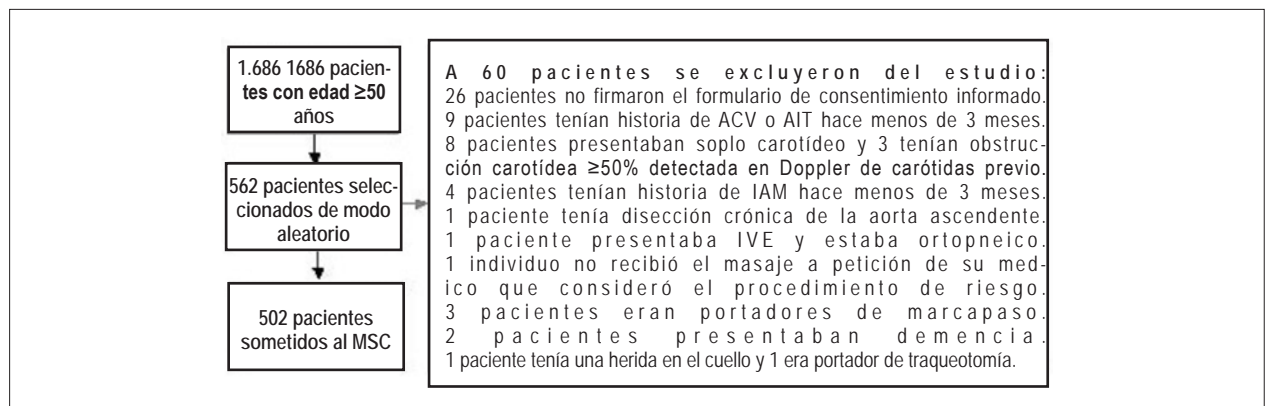 1.686 1686 pacien-
tes con edad ≥50
años
562 pacientes selec-
ccionados de modo
aleatorio
502 pacientes
sometidos al MSC
A 60 pacientes se excluyeron del estudio:
26 pacientes no firmaron el formulario de consentimiento informado.
9 pacientes tenían historia de ACV o AIT hace menos de 3 meses.
8 pacientes presentaban soplo carotídeo y 3 tenían obstruc-
ción carotídea ≥50% detectada en Doppler de carótidas previo.
4 pacientes tenían historia de IAM hace menos de 3 meses.
1 paciente tenía disección crónica de la aorta ascendente.
1 paciente presentaba IVE y estaba ortopneico.
1 individuo no recibió el masaje a petición de su med-
ico que consideró el procedimiento de riesgo.
3 pacientes eran portadores de marcapaso.
2 pacientes presentaban demencia.
1 paciente tenía una herida en el cuello y 1 era portador de traqueotomía.